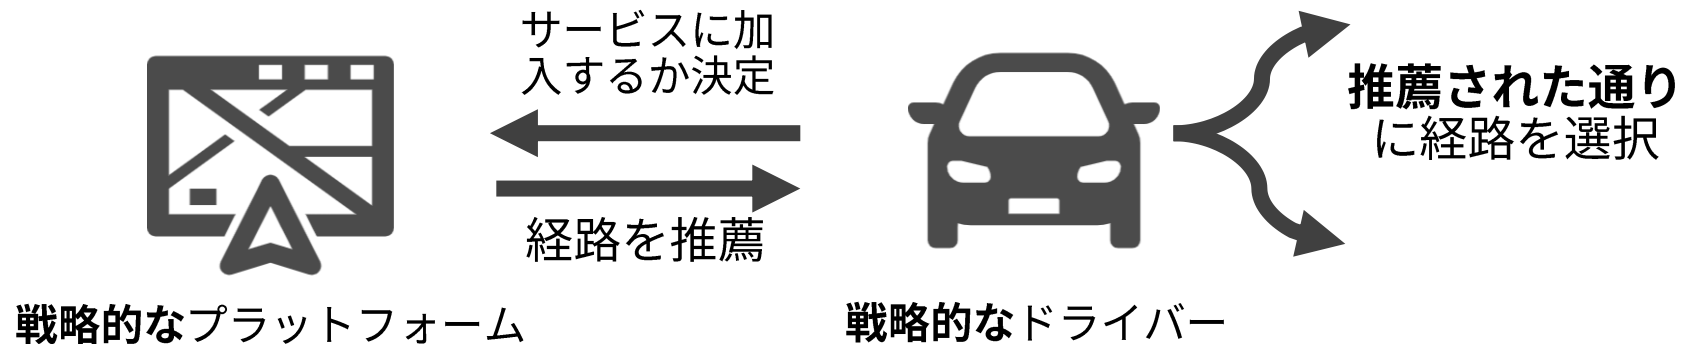 サービスに加
入するか決定
経路を推薦
推薦された通り
に経路を選択
戦略的なプラットフォーム
戦略的なドライバー